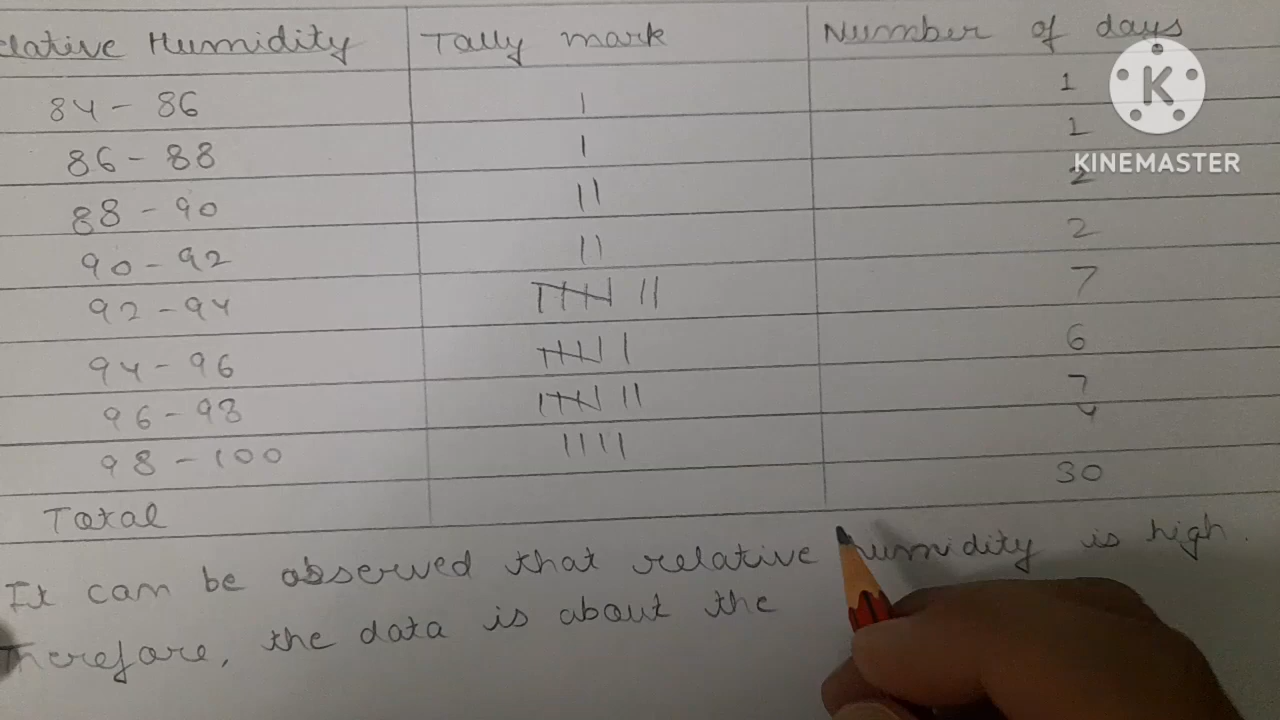 elative Humidity Tally mark Number of days
84 - 86 | 1
86 - 88 | 1
88 - 90 || 2
90 - 92 || 2
92 - 94 |||| || 7
94 - 96 |||| | 6
96 - 98 |||| || 7
98 - 100 |||| 4
Total 30
It can be observed that relative humidity is high.
Therefore, the data is about the
K
KINEMASTER